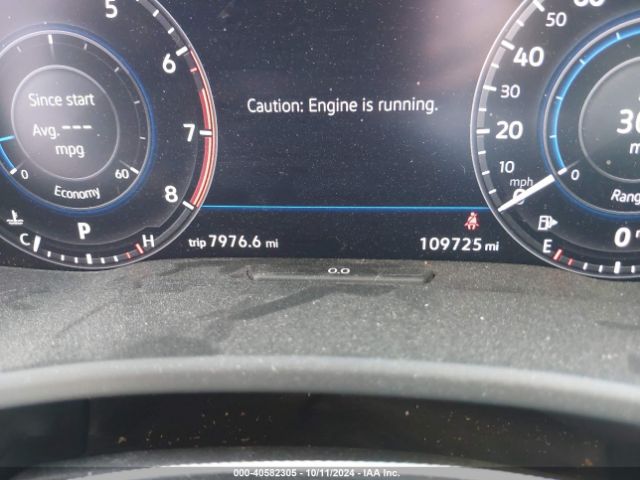 Since start
Avg. ---
mpg
0 60
Economy
6
7
8
C H
P
Caution: Engine is running.
trip 7976.6 mi
109725 mi
0.0
50
40
30
20
10
mph
0
0
E
000-40582305 - 10/11/2024 - IAA Inc.